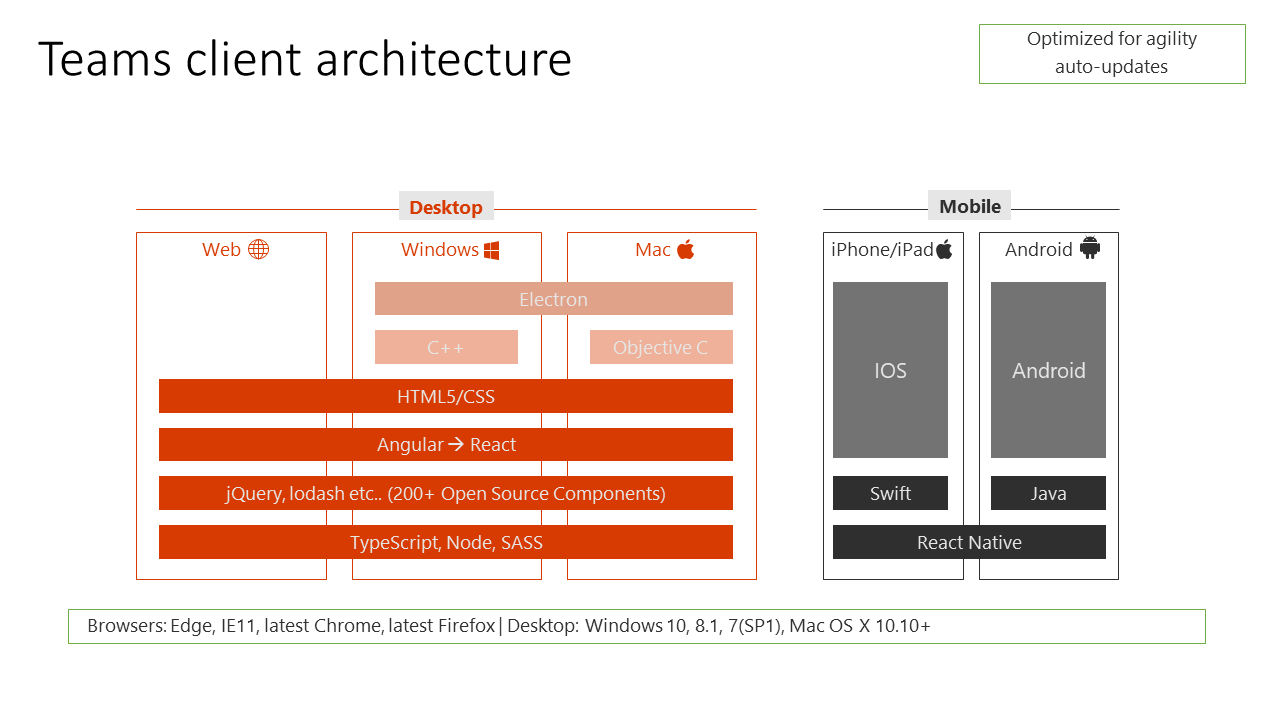 Teams client architecture
Optimized for agility
auto-updates
Desktop
Mobile
Web
Windows
Mac
iPhone/iPad
Android
Electron
C++
Objective C
IOS
Android
HTML5/CSS
Angular → React
jQuery, lodash etc.. (200+ Open Source Components)
Swift
Java
TypeScript, Node, SASS
React Native
Browsers: Edge, IE11, latest Chrome, latest Firefox | Desktop: Windows 10, 8.1, 7(SP1), Mac OS X 10.10+